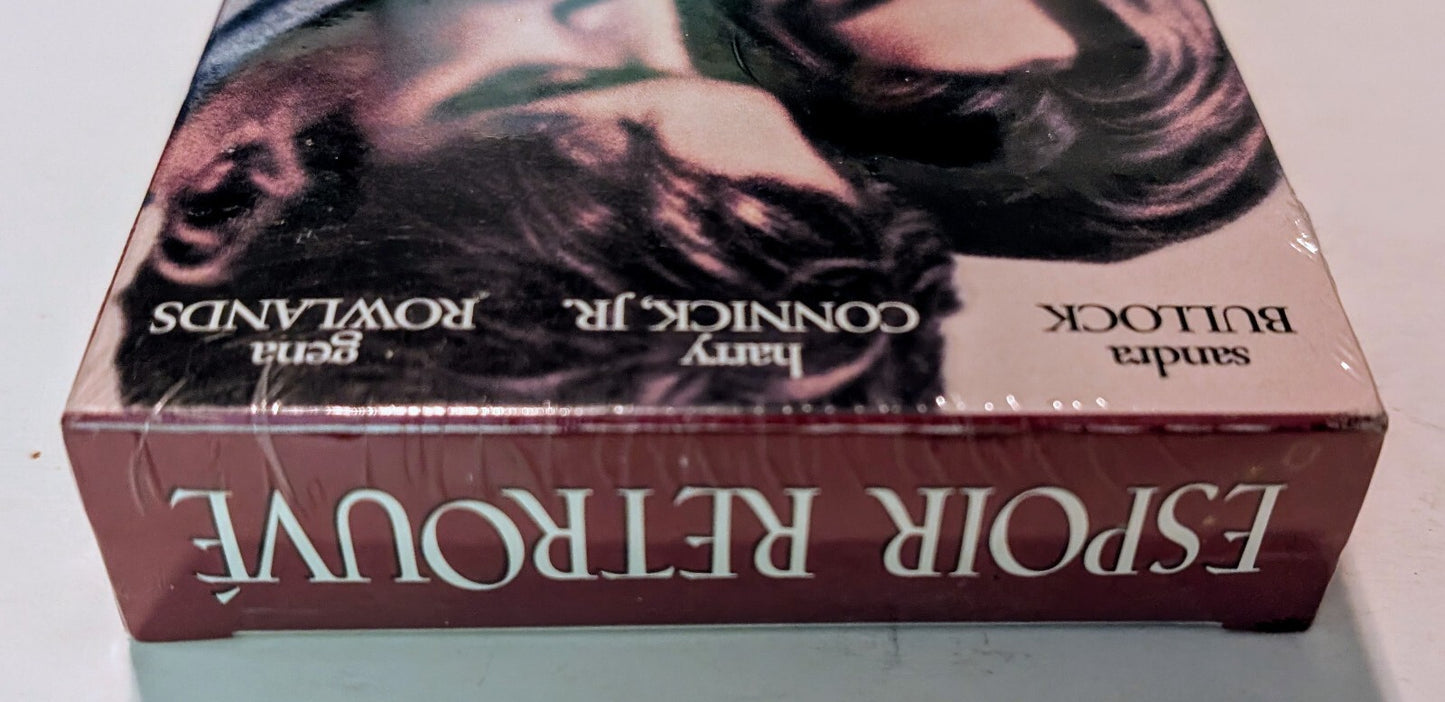 sandra
BULLOCK
harry
CONNICK, JR.
gena
ROWLANDS
ESPOIR RETROUVÉ